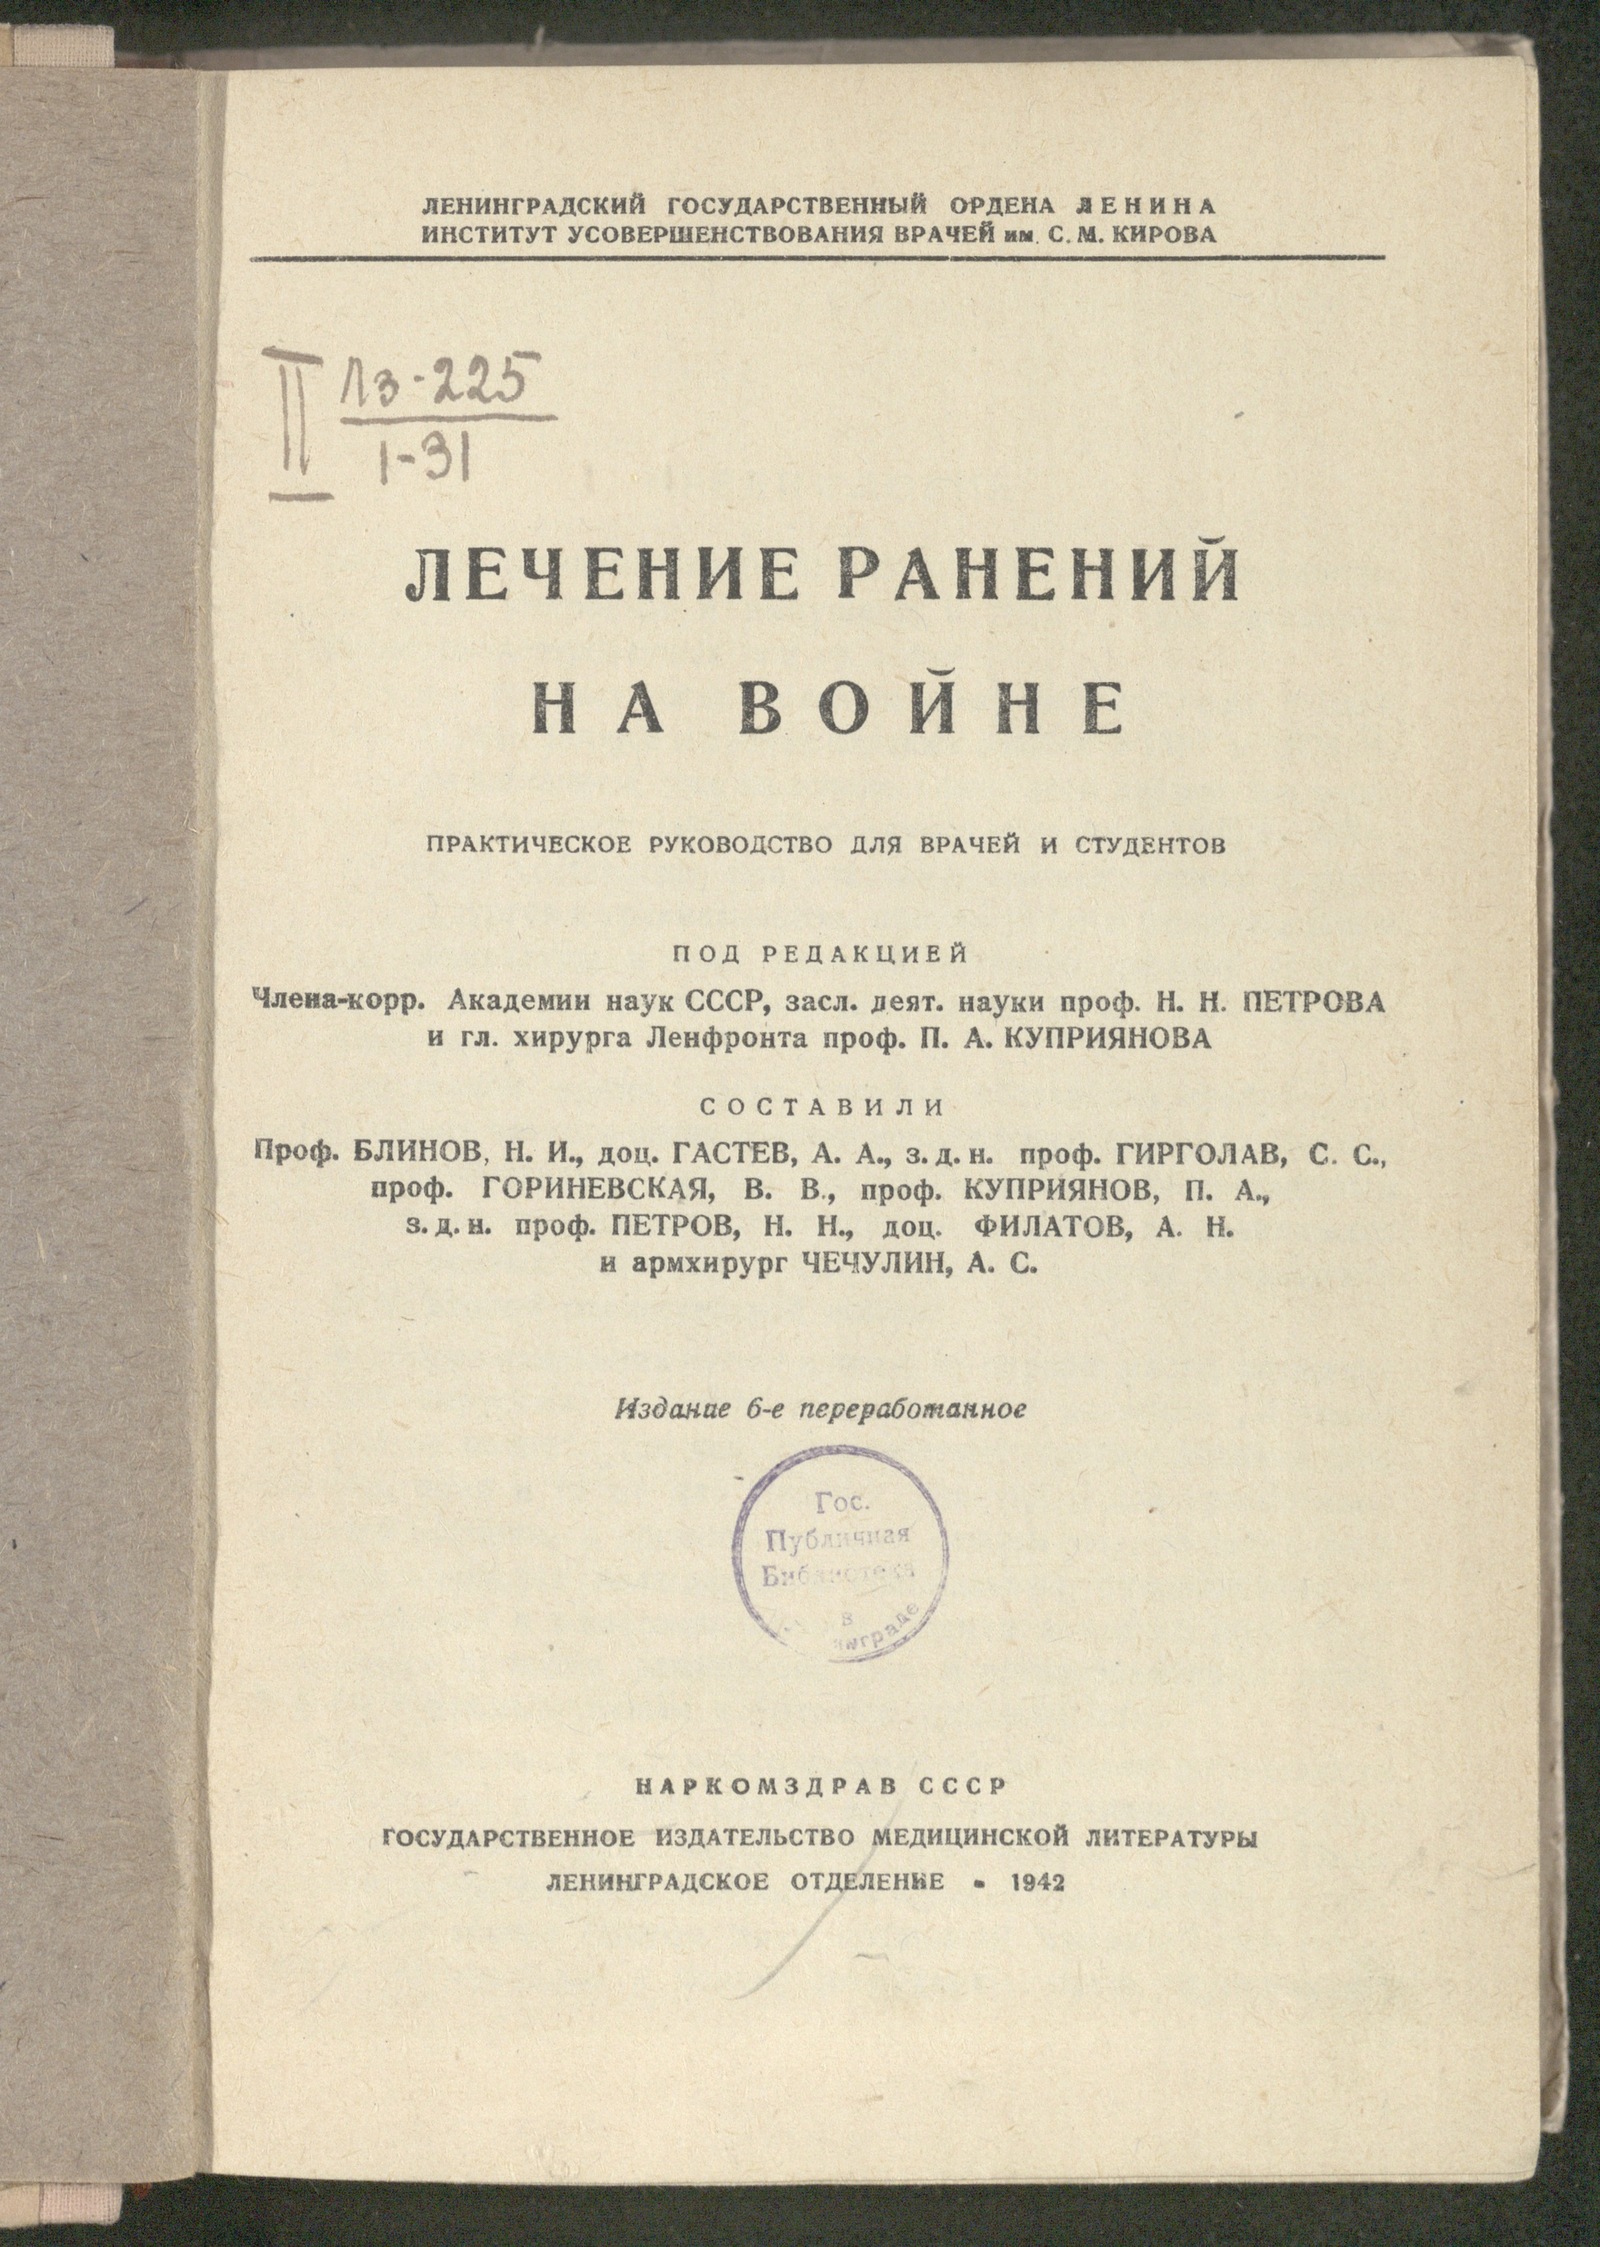 ЛЕНИНГРАДСКИЙ ГОСУДАРСТВЕННЫЙ ОРДЕНА ЛЕНИНА
ИНСТИТУТ УСОВЕРШЕНСТВОВАНИЯ ВРАЧЕЙ им. С. М. КИРОВА
II Лз-225
1-31
ЛЕЧЕНИЕ РАНЕНИЙ
НА ВОЙНЕ
ПРАКТИЧЕСКОЕ РУКОВОДСТВО ДЛЯ ВРАЧЕЙ И СТУДЕНТОВ
ПОД РЕДАКЦИЕЙ
Члена-корр. Академии наук СССР, засл. деят. науки проф. Н. Н. ПЕТРОВА
и гл. хирурга Ленфронта проф. П. А. КУПРИЯНОВА
СОСТАВИЛИ
Проф. БЛИНОВ, Н. И., доц. ГАСТЕВ, А. А., з. д. н. проф. ГИРГОЛАВ, С. С.,
проф. ГОРИНЕВСКАЯ, В. В., проф. КУПРИЯНОВ, П. А.,
з. д. н. проф. ПЕТРОВ, Н. Н., доц. ФИЛАТОВ, А. Н.
и армхирург ЧЕЧУЛИН, А. С.
Издание 6-е переработанное
Гос.
Публичная
Библиотека
в
НАРКОМЗДРАВ СССР
ГОСУДАРСТВЕННОЕ ИЗДАТЕЛЬСТВО МЕДИЦИНСКОЙ ЛИТЕРАТУРЫ
ЛЕНИНГРАДСКОЕ ОТДЕЛЕНИЕ • 1942